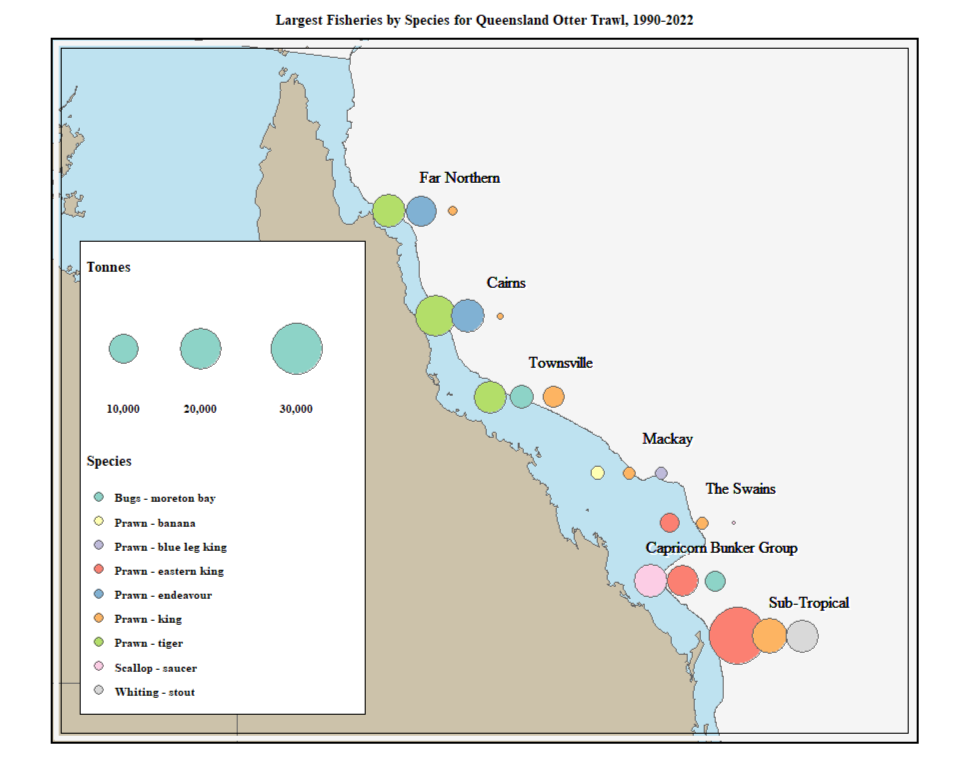 Largest Fisheries by Species for Queensland Otter Trawl, 1990-2022
Far Northern
Cairns
Townsville
Mackay
The Swains
Capricorn Bunker Group
Sub-Tropical
Tonnes
10,000 20,000 30,000
Species
Bugs - moreton bay
Prawn - banana
Prawn - blue leg king
Prawn - eastern king
Prawn - endeavour
Prawn - king
Prawn - tiger
Scallop - saucer
Whiting - stout